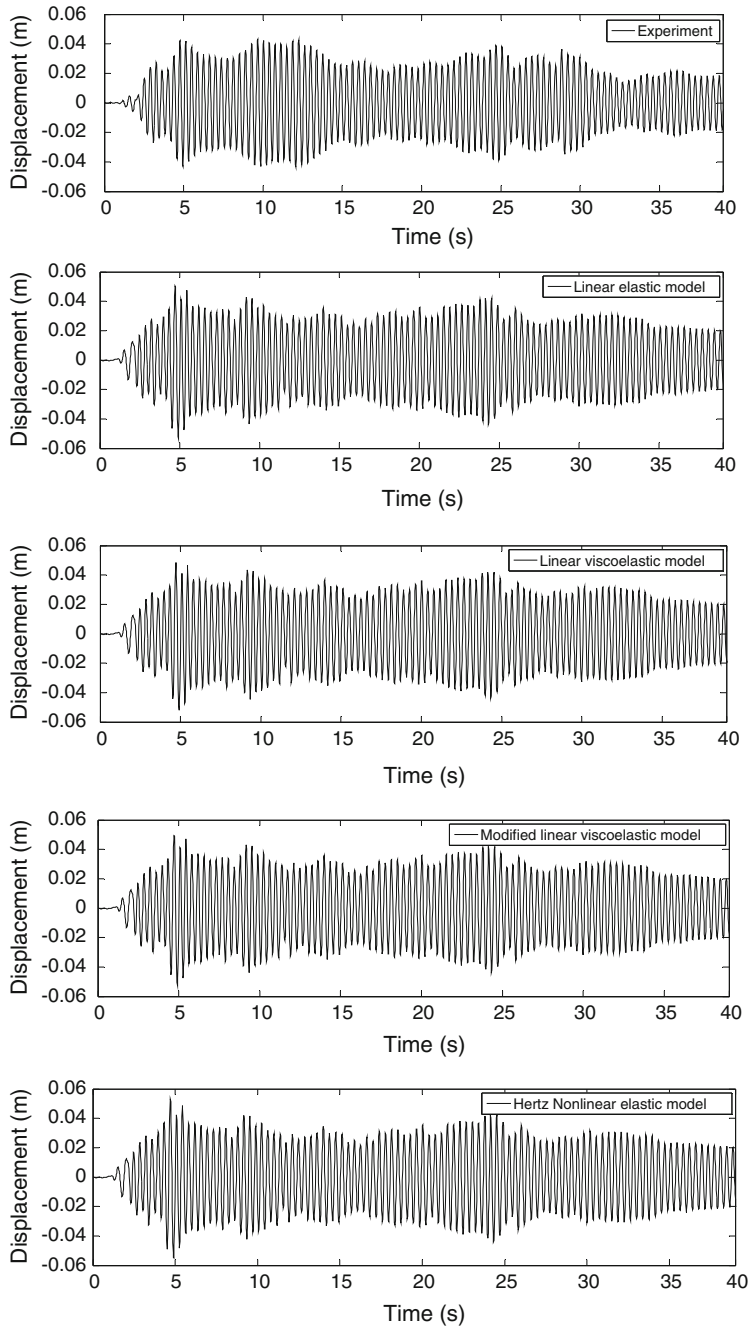 0.06
0.04
0.02
0
-0.02
-0.04
-0.06
Displacement (m)
Experiment
0 5 10 15 20 25 30 35 40
Time (s)
0.06
0.04
0.02
0
-0.02
-0.04
-0.06
Displacement (m)
Linear elastic model
0 5 10 15 20 25 30 35 40
Time (s)
0.06
0.04
0.02
0
-0.02
-0.04
-0.06
Displacement (m)
Linear viscoelastic model
0 5 10 15 20 25 30 35 40
Time (s)
0.06
0.04
0.02
0
-0.02
-0.04
-0.06
Displacement (m)
Modified linear viscoelastic model
0 5 10 15 20 25 30 35 40
Time (s)
0.06
0.04
0.02
0
-0.02
-0.04
-0.06
Displacement (m)
Hertz Nonlinear elastic model
0 5 10 15 20 25 30 35 40
Time (s)